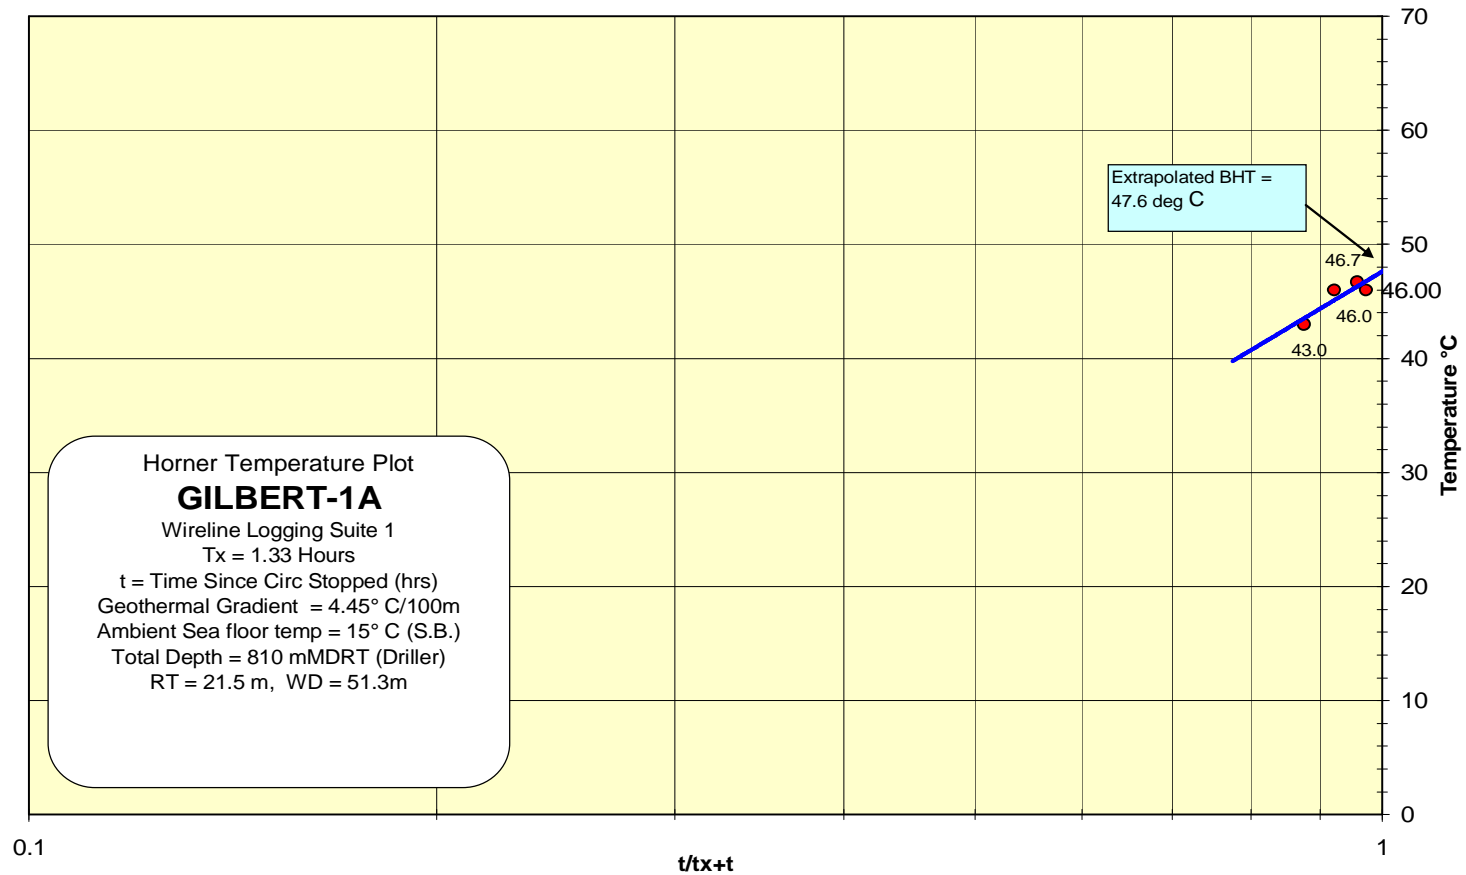 70
60
50
40
30
20
10
0
Temperature °C
Extrapolated BHT =
47.6 deg C
46.7
46.00
46.0
43.0
Horner Temperature Plot
GILBERT-1A
Wireline Logging Suite 1
Tx = 1.33 Hours
t = Time Since Circ Stopped (hrs)
Geothermal Gradient  = 4.45° C/100m
Ambient Sea floor temp = 15° C (S.B.)
Total Depth = 810 mMDRT (Driller)
RT = 21.5 m,  WD = 51.3m
0.1
1
t/tx+t